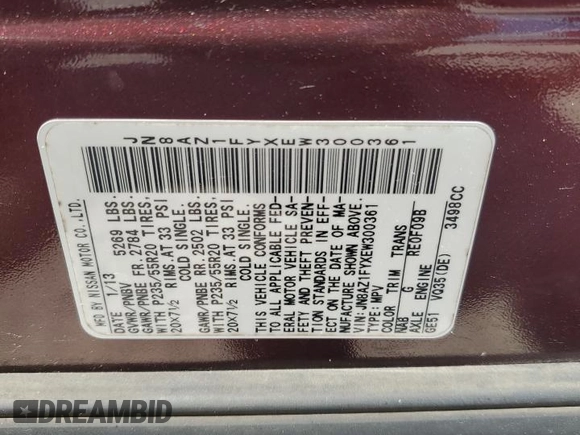 JN8AZ1FYXEW300361
MFD BY NISSAN MOTOR CO.,LTD.
DATE 1/13
GVWR/PNBV 5269 LBS.
GAWR/PNBE FR. 2784 LBS.
WITH P235/55R20 TIRES.
20X7½ RIMS.AT 33 PSI
COLD SINGLE.
GAWR/PNBE RR. 2502 LBS.
WITH P235/55R20 TIRES.
20X7½ RIMS.AT 33 PSI
COLD SINGLE.
THIS VEHICLE CONFORMS
TO ALL APPLICABLE FED-
ERAL MOTOR VEHICLE SA-
FETY AND THEFT PREVEN-
TION STANDARDS IN EFF-
ECT ON THE DATE OF MA-
NUFACTURE SHOWN ABOVE.
VIN:JN8AZ1FYXEW300361
TYPE:MPV
COLOR TRIM TRANS
NAB G RE0F09B
AXLE ENGINE
GE51 VQ35(DE) 3498CC
DREAMBID